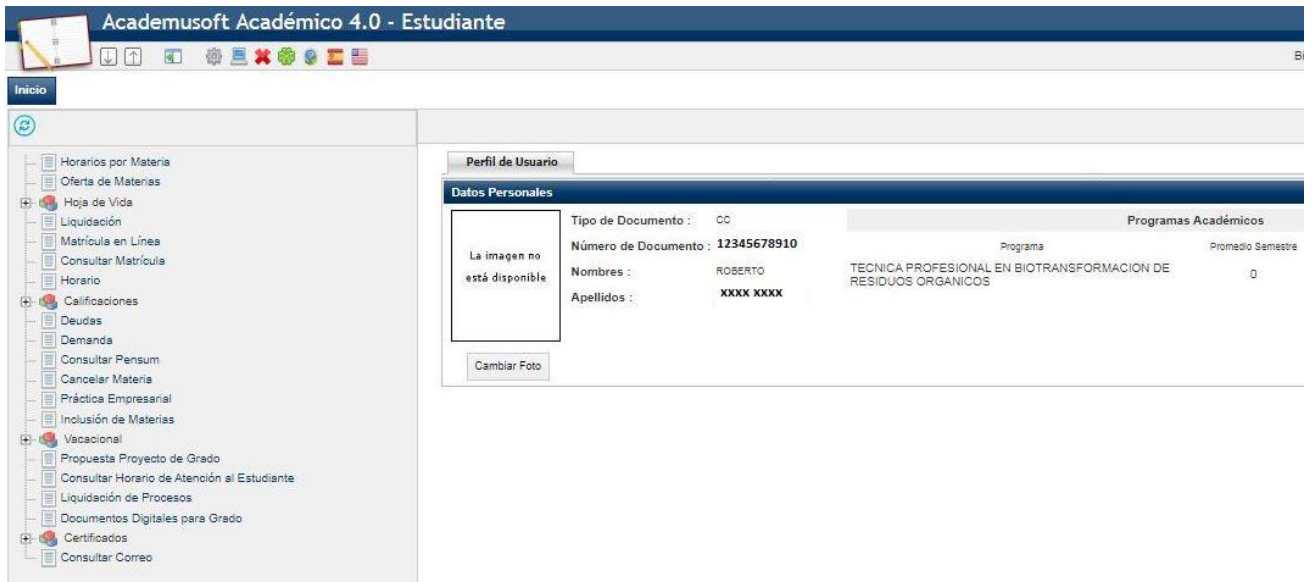 Academusoft Académico 4.0 - Estudiante
Inicio
Horarios por Materia
Oferta de Materias
Hoja de Vida
Liquidación
Matrícula en Línea
Consultar Matrícula
Horario
Calificaciones
Deudas
Demanda
Consultar Pensum
Cancelar Materia
Práctica Empresarial
Inclusión de Materias
Vacacional
Propuesta Proyecto de Grado
Consultar Horario de Atención al Estudiante
Liquidación de Procesos
Documentos Digitales para Grado
Certificados
Consultar Correo
Perfil de Usuario
Datos Personales
La imagen no
está disponible
Cambiar Foto
Tipo de Documento : CC
Número de Documento : 12345678910
Nombres : ROBERTO
Apellidos : XXXX XXXX
Programas Académicos
Programa Promedio Semestre
TECNICA PROFESIONAL EN BIOTRANSFORMACION DE
RESIDUOS ORGANICOS 0